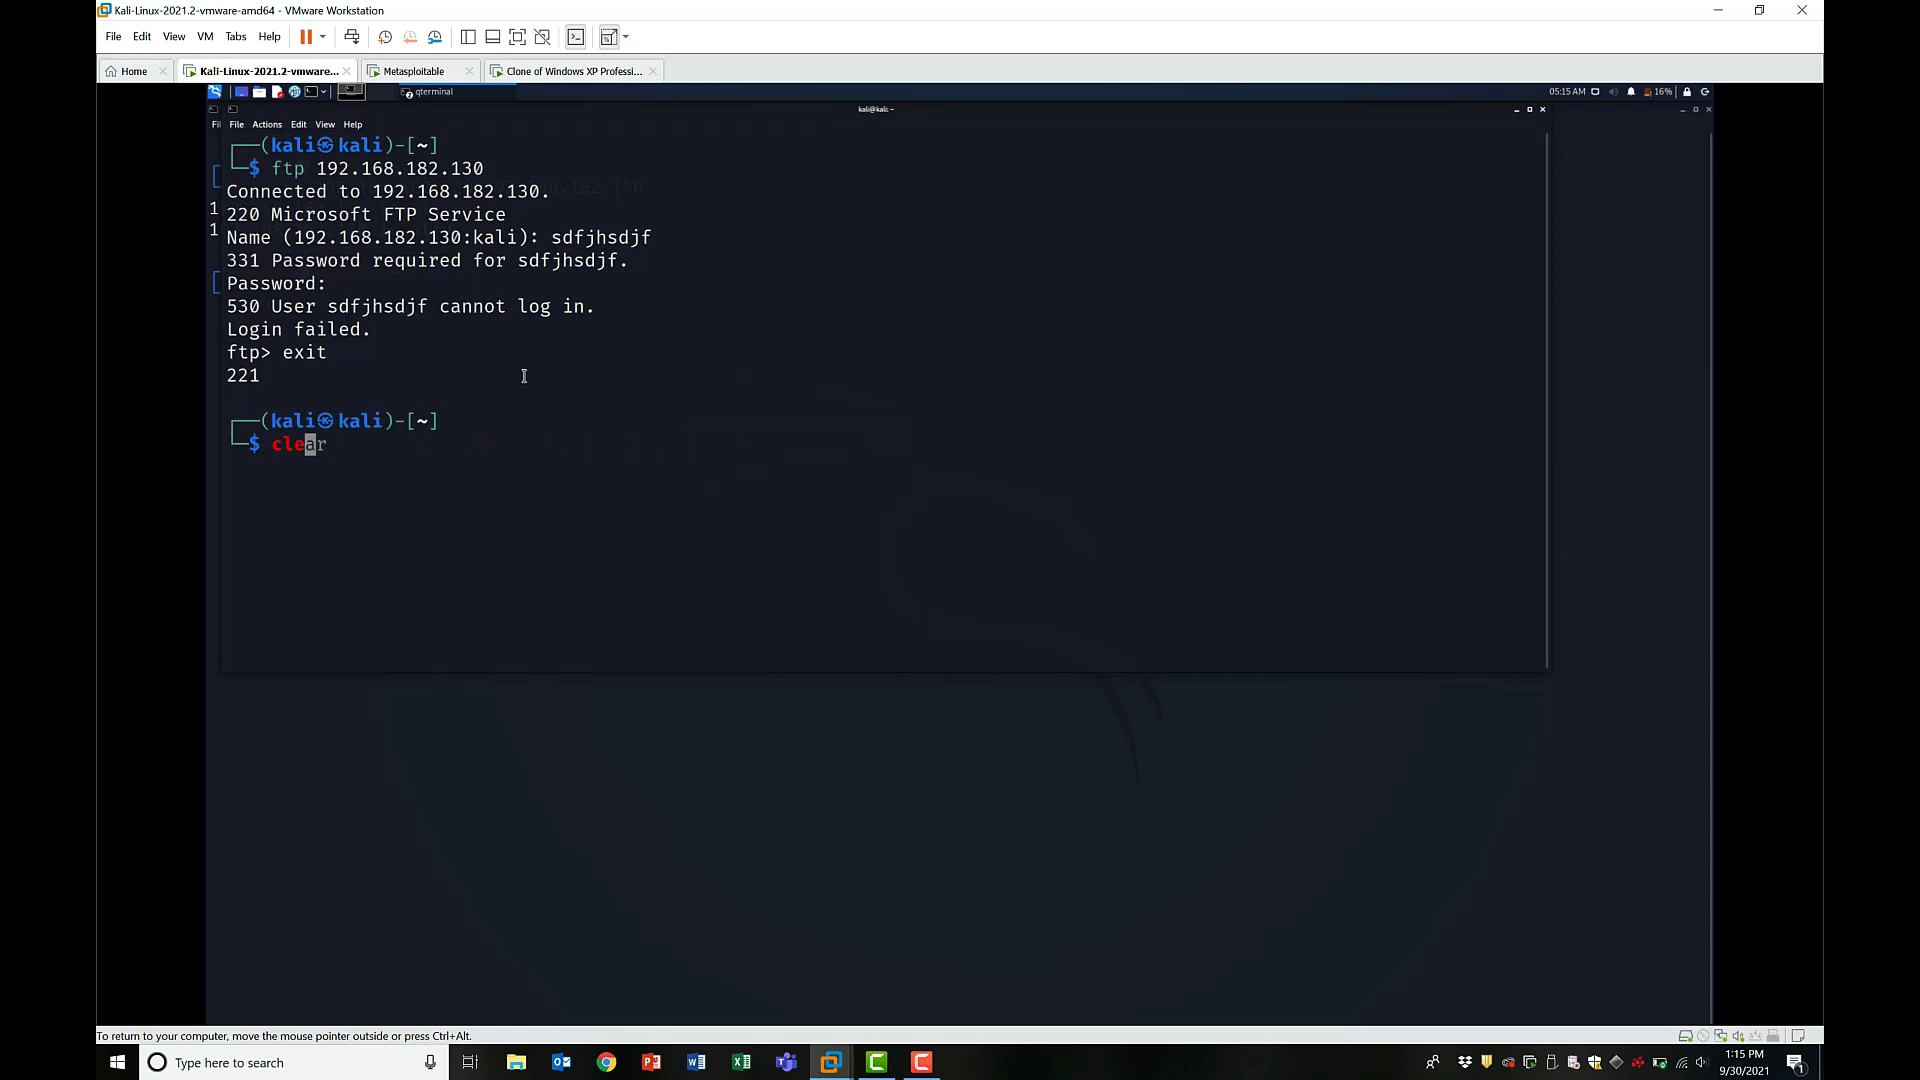 Kali-Linux-2021.2-vmware-amd64 - VMware Workstation
File Edit View VM Tabs Help
Home Kali-Linux-2021.2-vmware... Metasploitable Clone of Windows XP Professi...
qterminal 05:15 AM 16%
kali@kali: ~
File Actions Edit View Help
(kali㉿kali)-[~]
$ ftp 192.168.182.130
Connected to 192.168.182.130.
220 Microsoft FTP Service
Name (192.168.182.130:kali): sdfjhsdjf
331 Password required for sdfjhsdjf.
Password:
530 User sdfjhsdjf cannot log in.
Login failed.
ftp> exit
221
(kali㉿kali)-[~]
$ clear
To return to your computer, move the mouse pointer outside or press Ctrl+Alt.
Type here to search
1:15 PM
9/30/2021